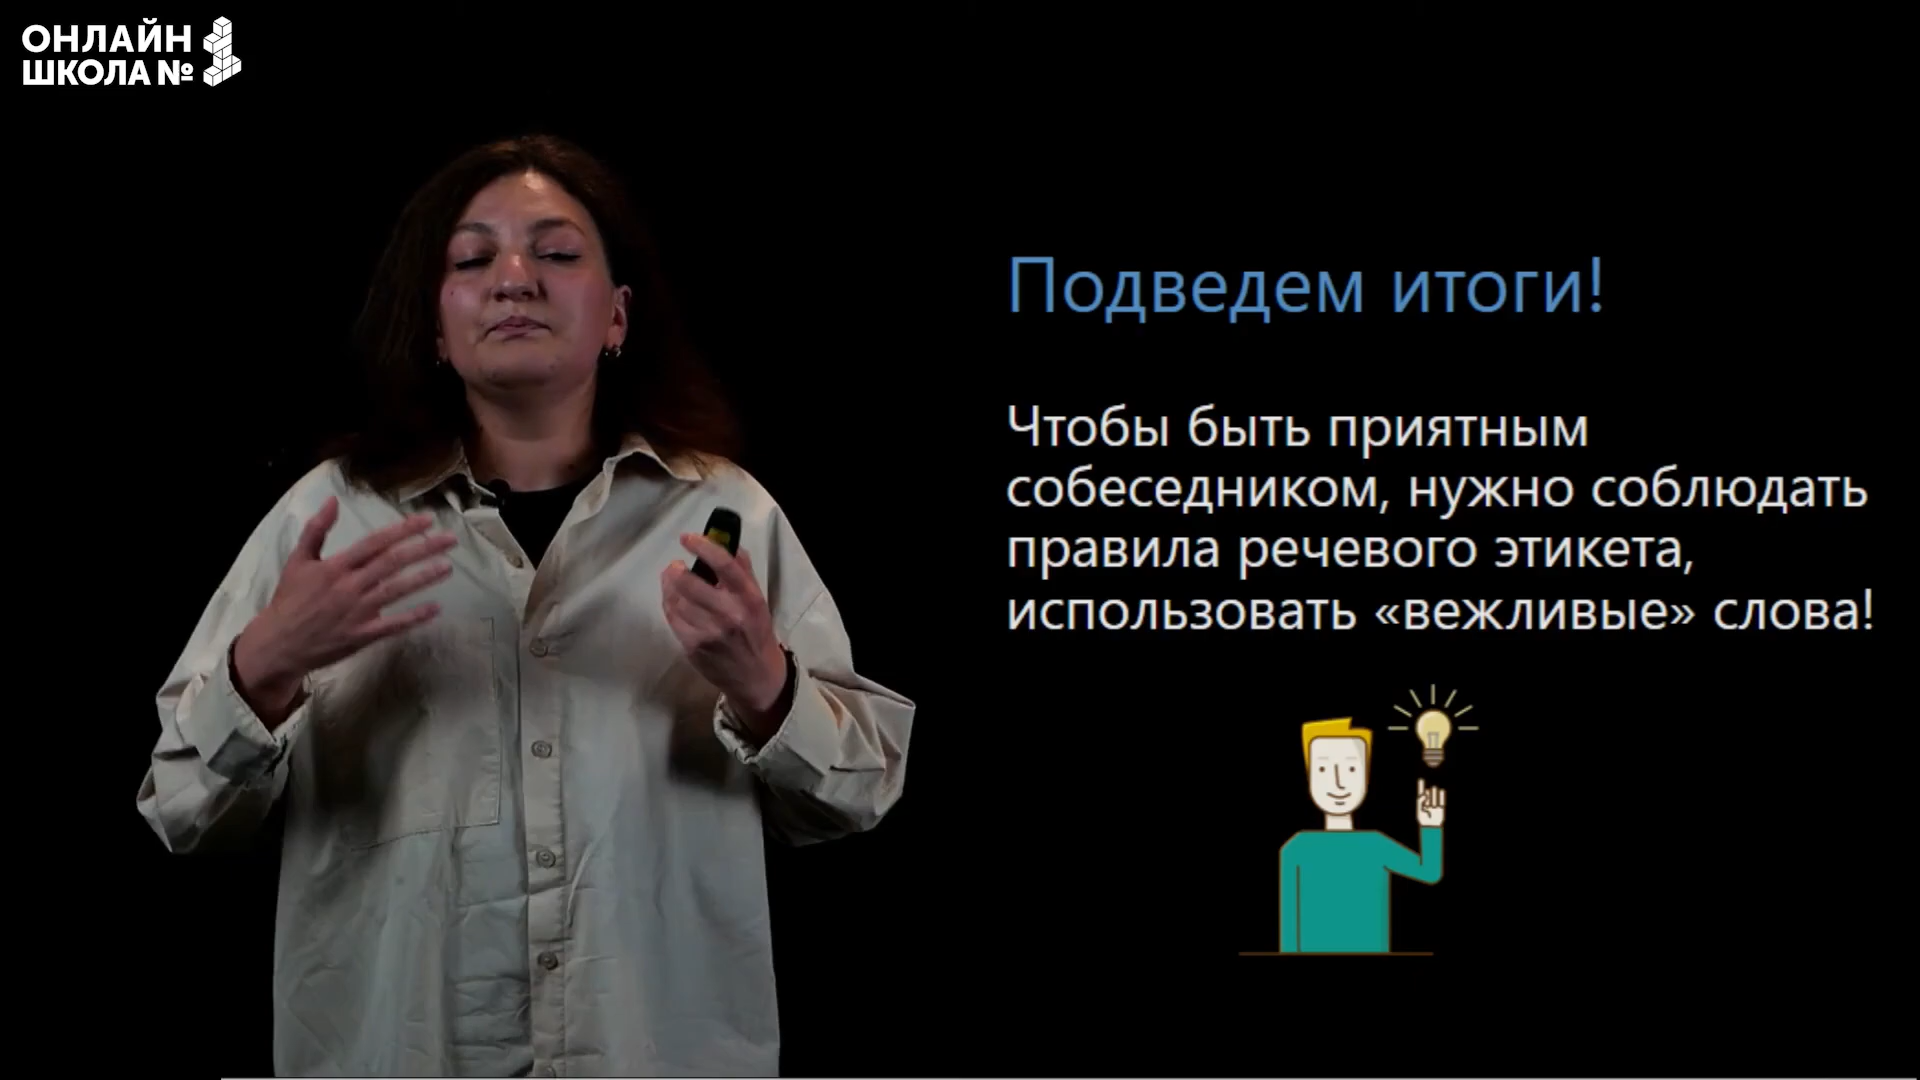 ОНЛАЙН
ШКОЛА №
Подведем итоги!
Чтобы быть приятным
собеседником, нужно соблюдать
правила речевого этикета,
использовать «вежливые» слова!